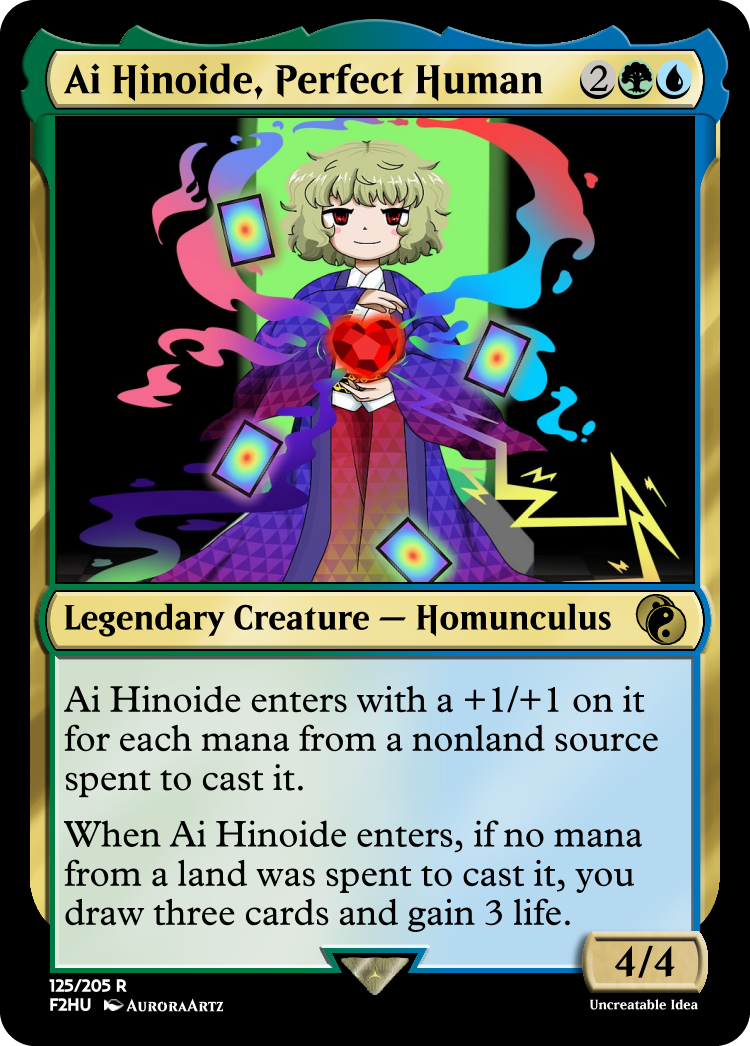 Ai Hinoide, Perfect Human 2
Legendary Creature — Homunculus
Ai Hinoide enters with a +1/+1 on it
for each mana from a nonland source
spent to cast it.
When Ai Hinoide enters, if no mana
from a land was spent to cast it, you
draw three cards and gain 3 life.
4/4
125/205 R
F2HU AuroraArtz
Uncreatable Idea